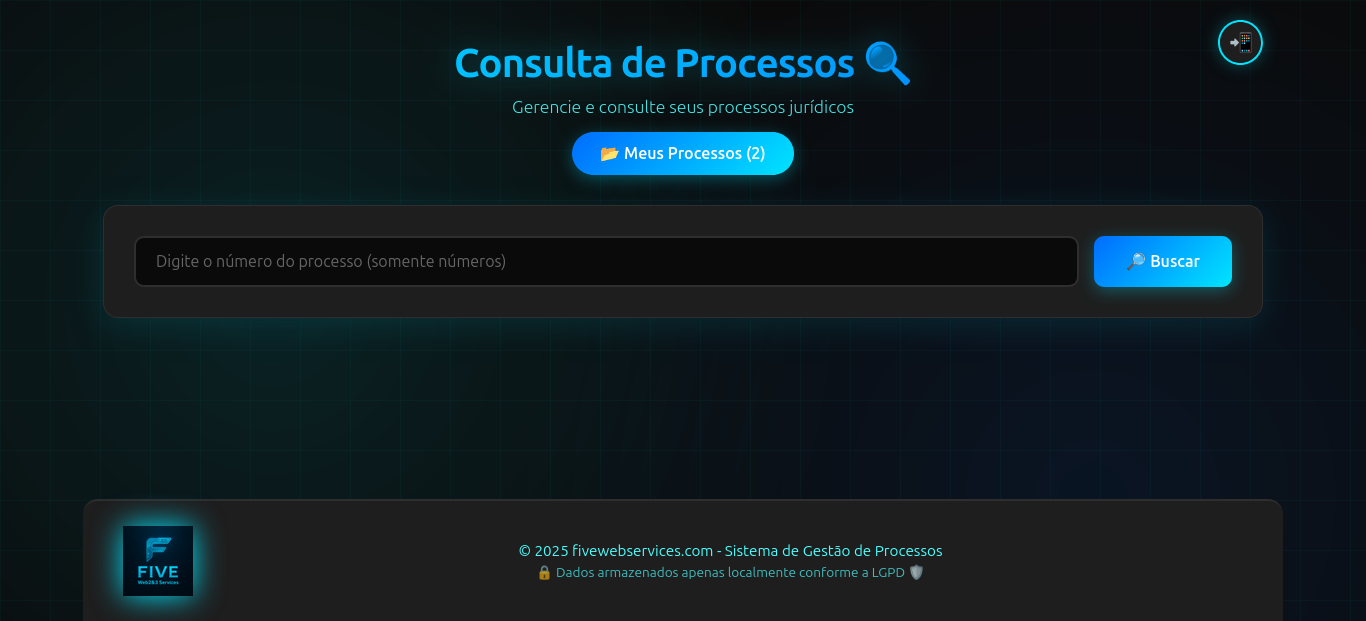 Consulta de Processos 🔍
Gerencie e consulte seus processos jurídicos
📂 Meus Processos (2)
Digite o número do processo (somente números)
🔎 Buscar
FIVE
Web2&3 Services
© 2025 fivewebservices.com - Sistema de Gestão de Processos
🔒 Dados armazenados apenas localmente conforme a LGPD 🛡️